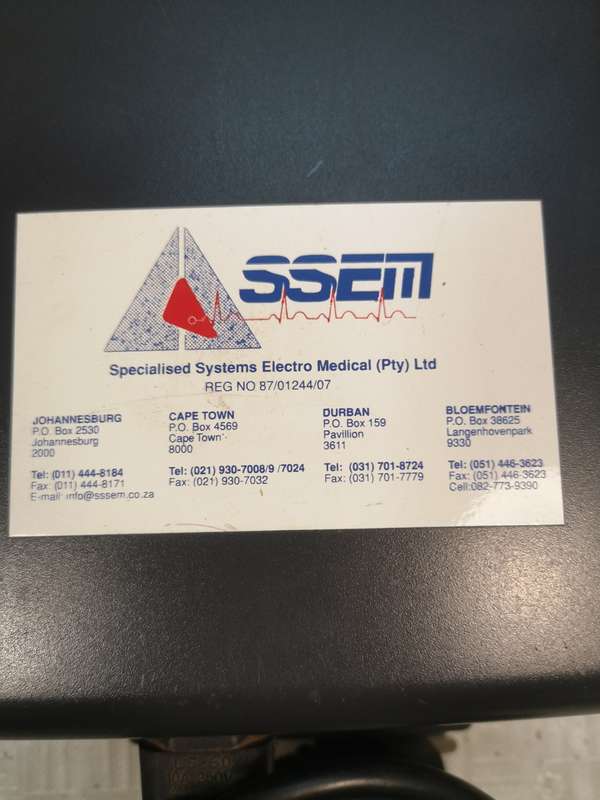 SSEM
Specialised Systems Electro Medical (Pty) Ltd
REG NO 87/01244/07
JOHANNESBURG
P.O. Box 2530
Johannesburg
2000
Tel: (011) 444-8184
Fax: (011) 444-8171
E-mail: info@sssem.co.za
CAPE TOWN
P.O. Box 4569
Cape Town
8000
Tel: (021) 930-7008/9 /7024
Fax: (021) 930-7032
DURBAN
P.O. Box 159
Pavillion
3611
Tel: (031) 701-8724
Fax: (031) 701-7779
BLOEMFONTEIN
P.O. Box 38625
Langenhovenpark
9330
Tel: (051) 446-3623
Fax: (051) 446-3623
Cell:082-773-9390